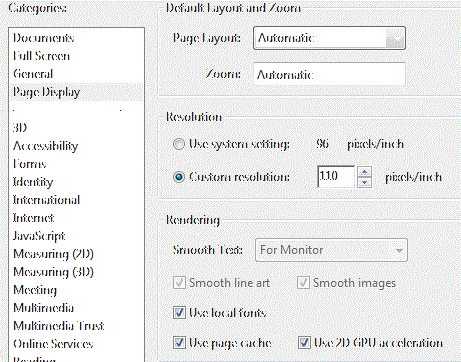 Categories:
Documents
Full Screen
General
Page Display
3D
Accessibility
Forms
Identity
International
Internet
JavaScript
Measuring (2D)
Measuring (3D)
Meeting
Multimedia
Multimedia Trust
Online Services
Reading
Default Layout and Zoom
Page Layout: Automatic
Zoom: Automatic
Resolution
Use system setting: 96 pixels/inch
Custom resolution: 110 pixels/inch
Rendering
Smooth Text: For Monitor
Smooth line art Smooth images
Use local fonts
Use page cache Use 2D GPU acceleration